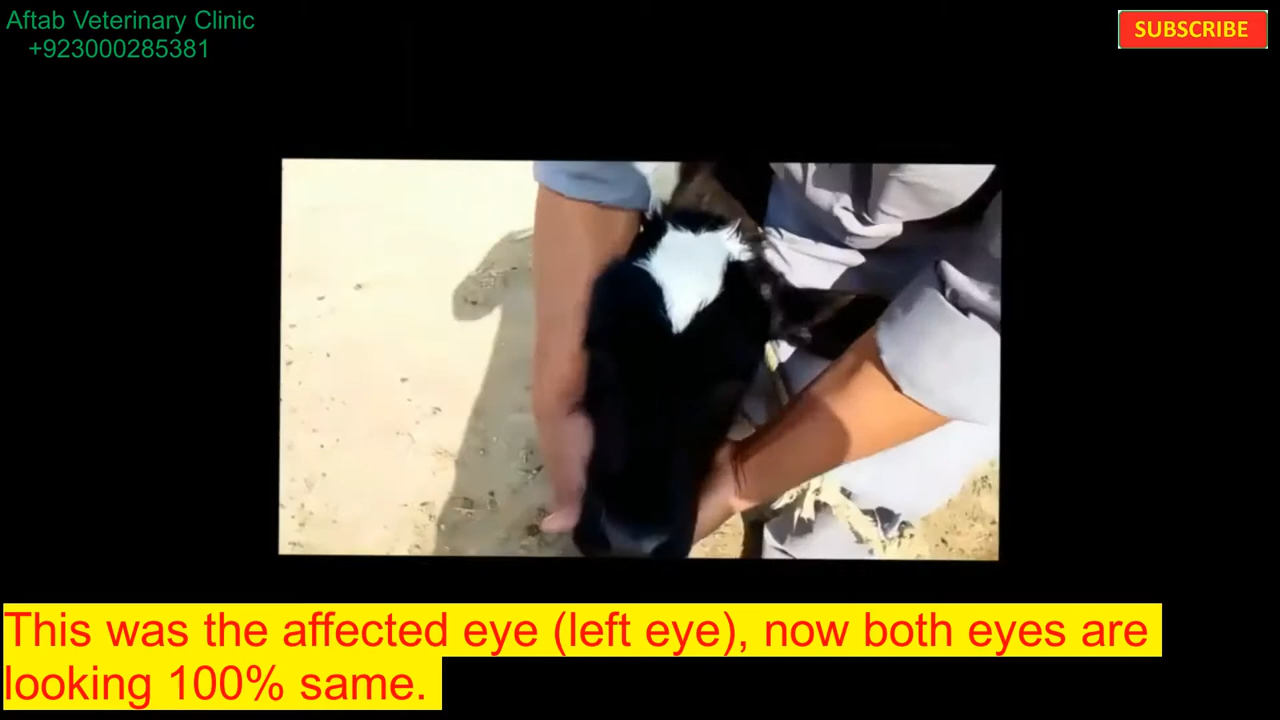 Aftab Veterinary Clinic
+923000285381
SUBSCRIBE
This was the affected eye (left eye), now both eyes are
looking 100% same.